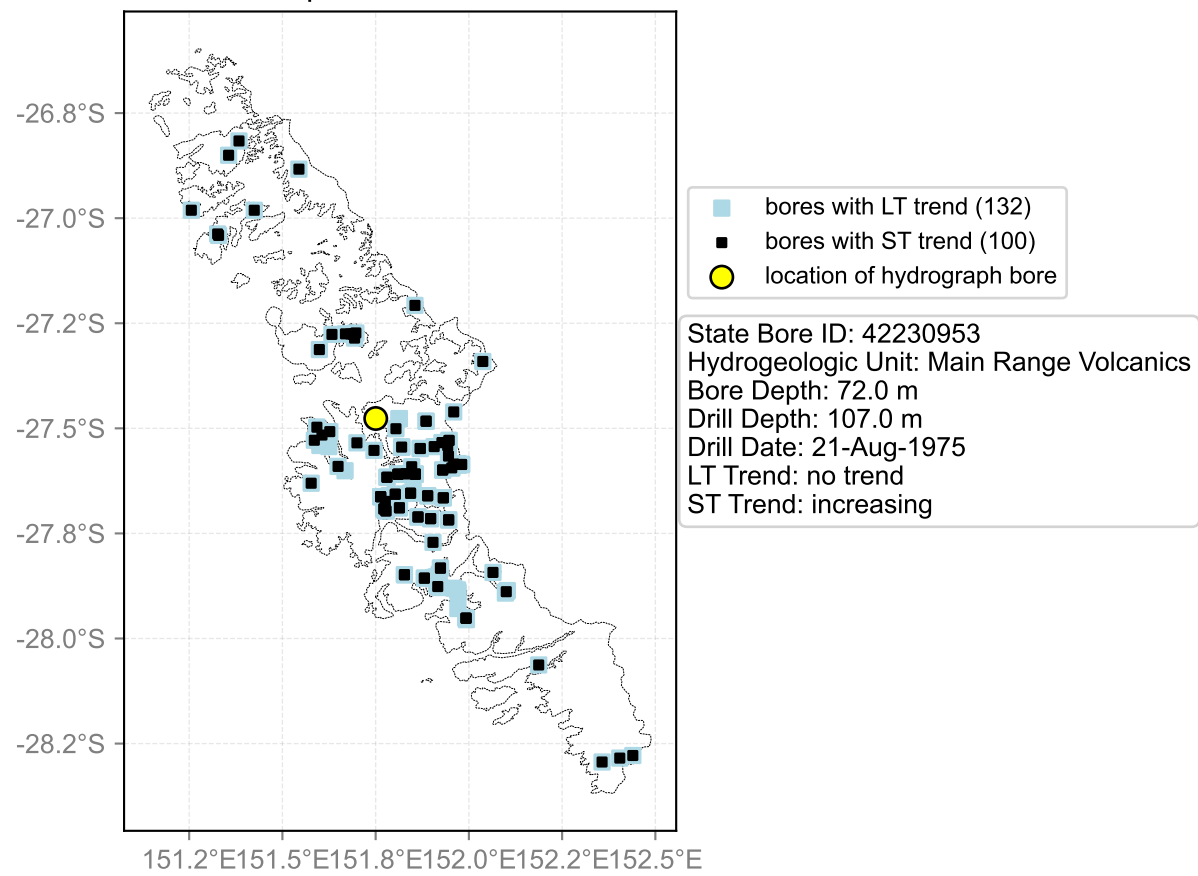 -26.8°S
-27.0°S
-27.2°S
-27.5°S
-27.8°S
-28.0°S
-28.2°S
151.2°E151.5°E151.8°E152.0°E152.2°E152.5°E
bores with LT trend (132)
bores with ST trend (100)
location of hydrograph bore
State Bore ID: 42230953
Hydrogeologic Unit: Main Range Volcanics
Bore Depth: 72.0 m
Drill Depth: 107.0 m
Drill Date: 21-Aug-1975
LT Trend: no trend
ST Trend: increasing